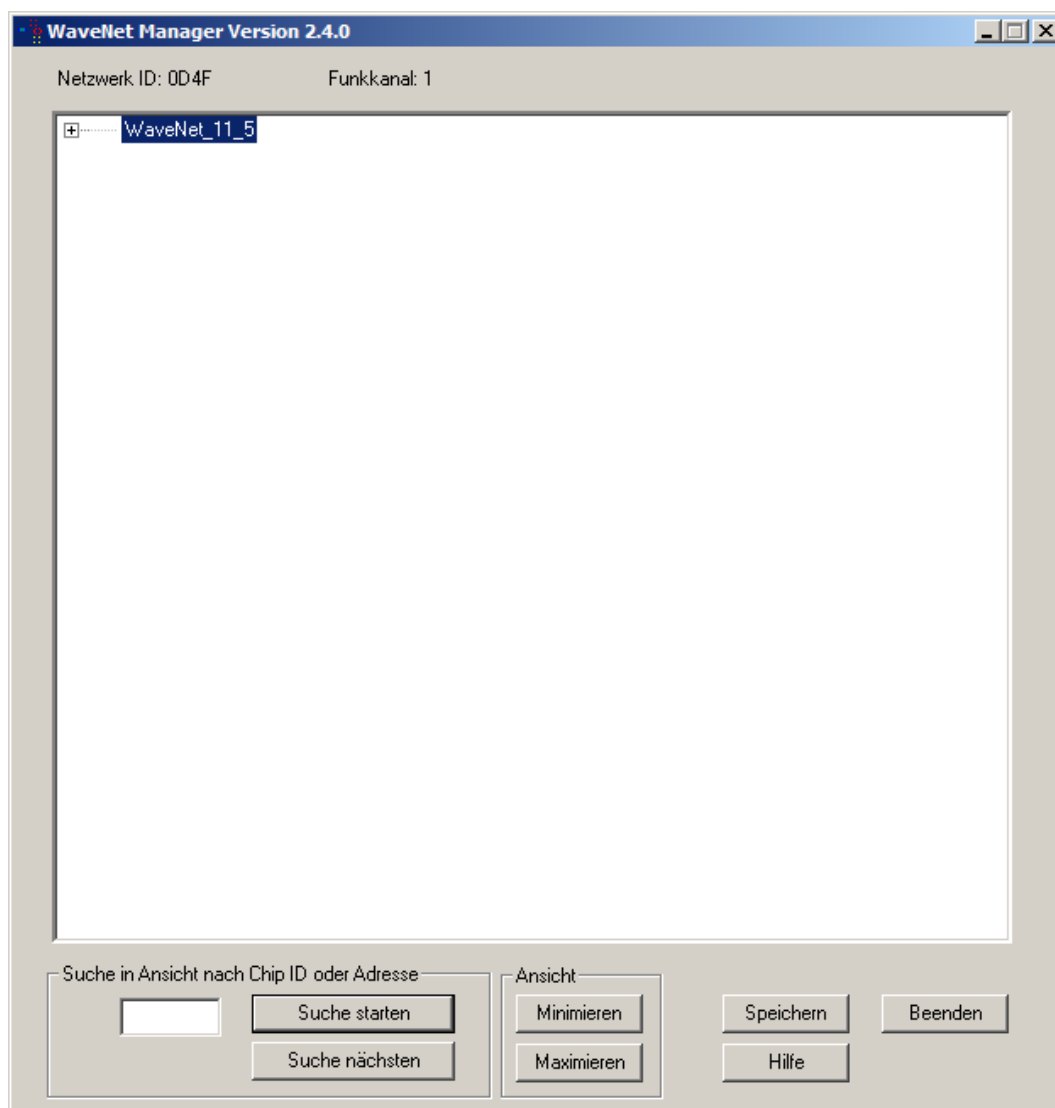 WaveNet Manager Version 2.4.0
Netzwerk ID: 0D4F Funkkanal: 1
WaveNet_11_5
Suche in Ansicht nach Chip ID oder Adresse
Suche starten
Suche nächsten
Ansicht
Minimieren
Maximieren
Speichern
Beenden
Hilfe